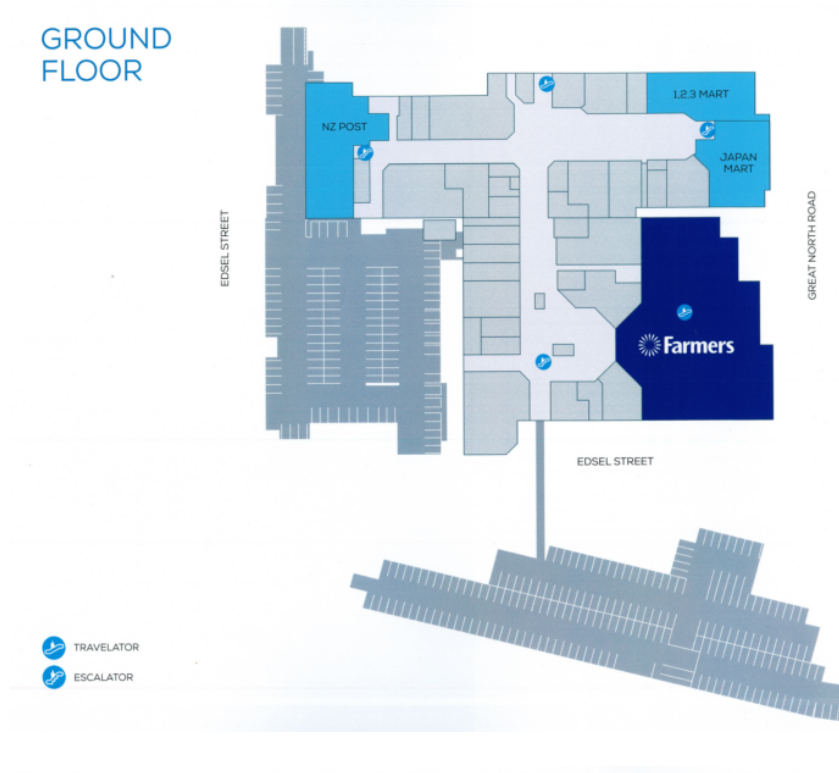 GROUND
FLOOR
1,2,3 MART
NZ POST
JAPAN
MART
EDSEL STREET
GREAT NORTH ROAD
Farmers
EDSEL STREET
TRAVELATOR
ESCALATOR